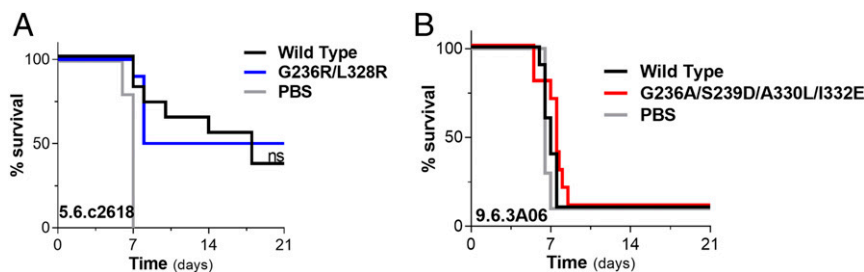 A
Wild Type
G236R/L328R
PBS
100
50
0
% survival
ns
5.6.c2618
0
7
14
21
Time (days)
B
Wild Type
G236A/S239D/A330L/I332E
PBS
100
50
0
% survival
9.6.3A06
0
7
14
21
Time (days)